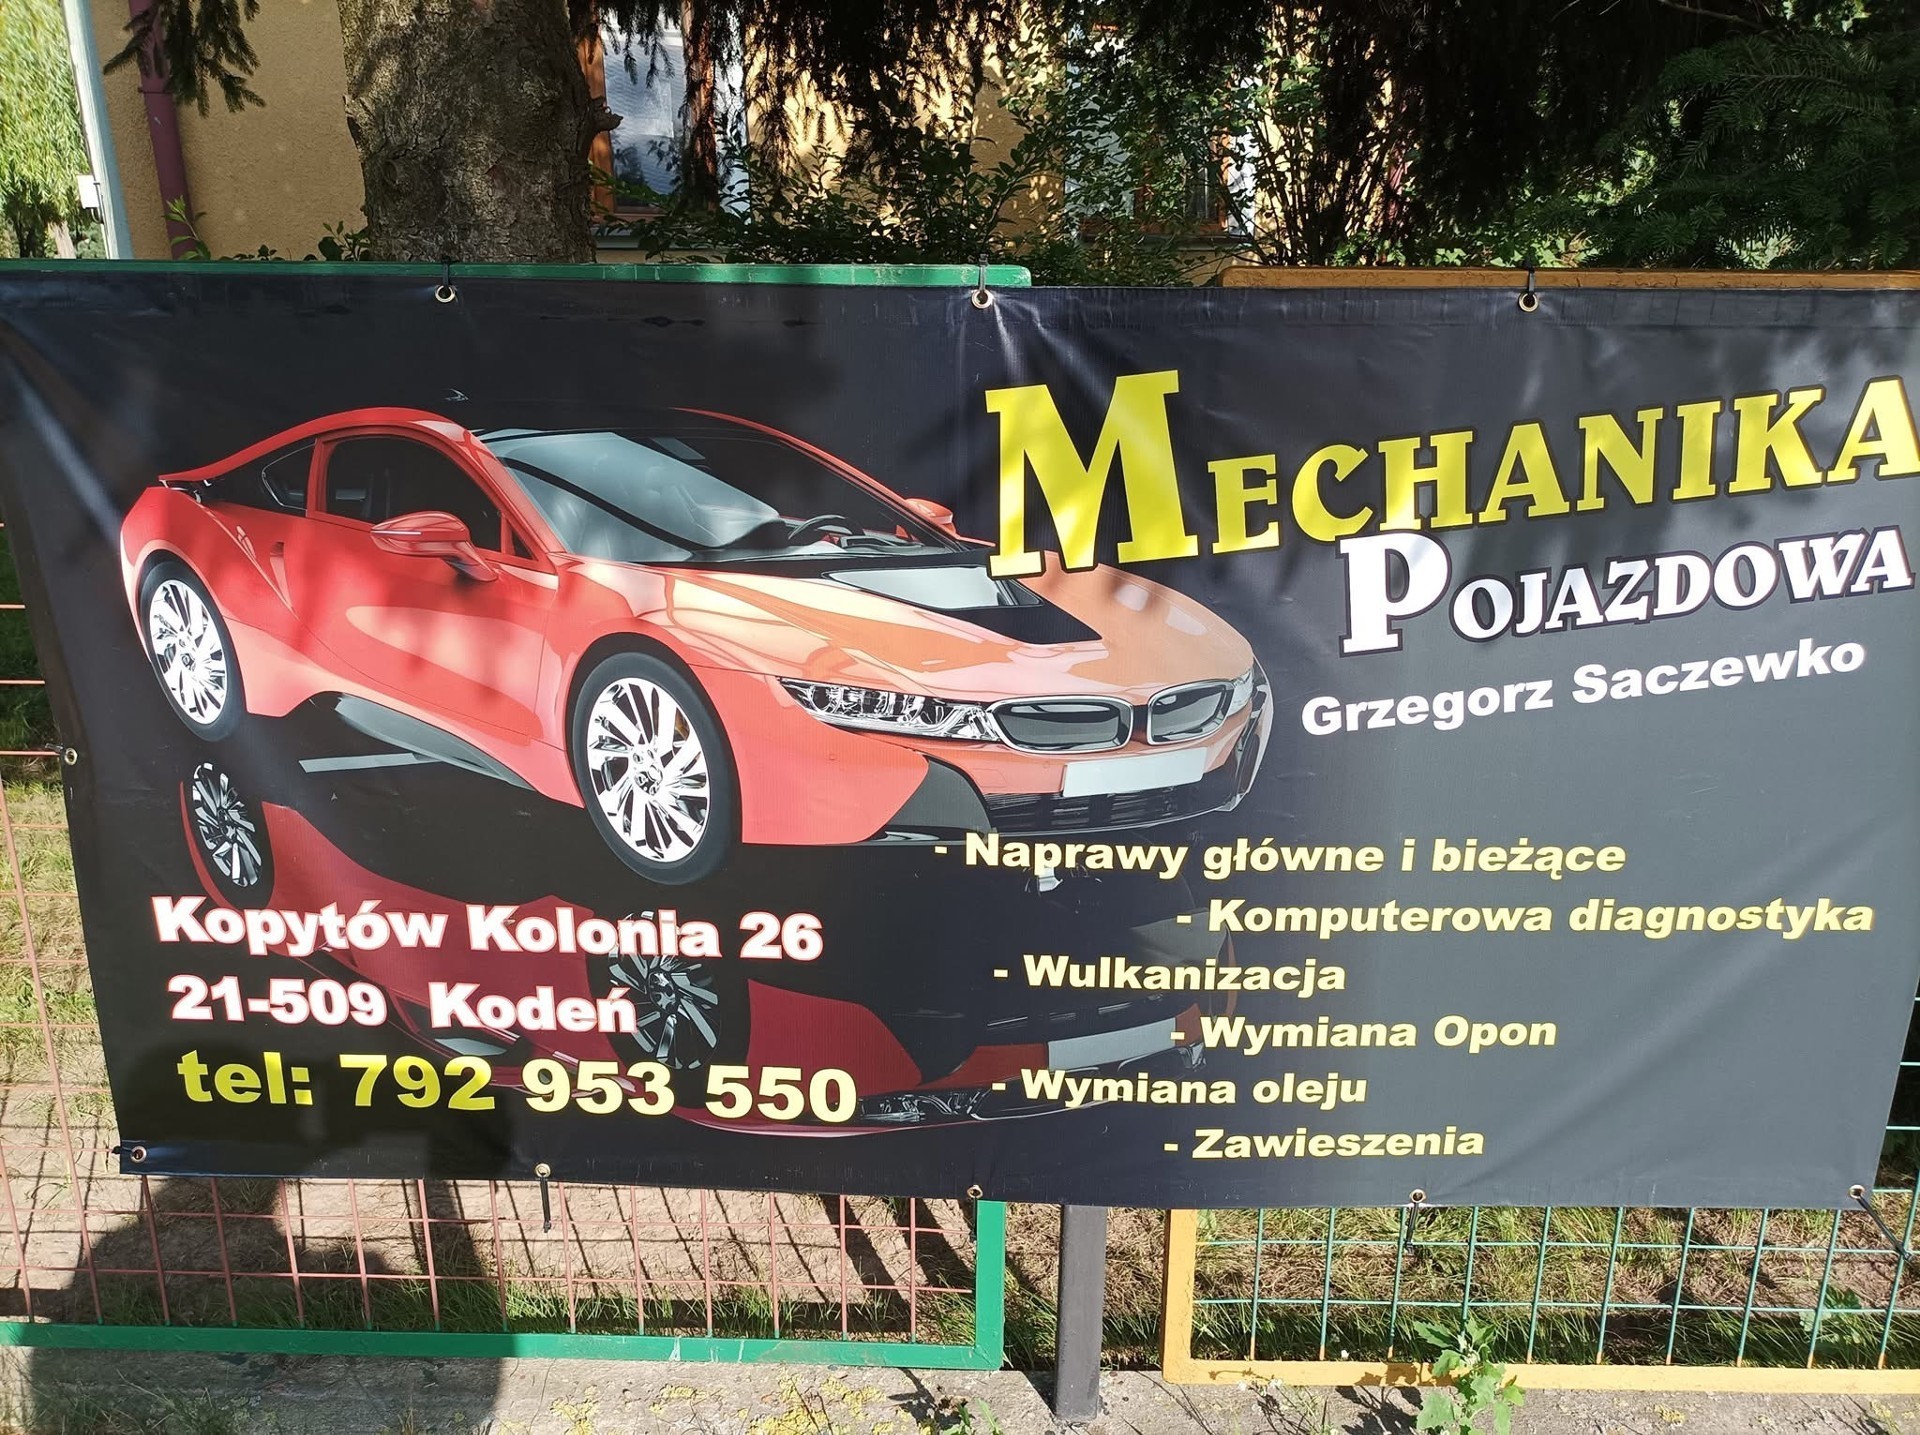 MECHANIKA
POJAZDOWA
Grzegorz Saczewko
- Naprawy główne i bieżące
- Komputerowa diagnostyka
- Wulkanizacja
- Wymiana Opon
- Wymiana oleju
- Zawieszenia
Kopytów Kolonia 26
21-509 Kodeń
tel: 792 953 550